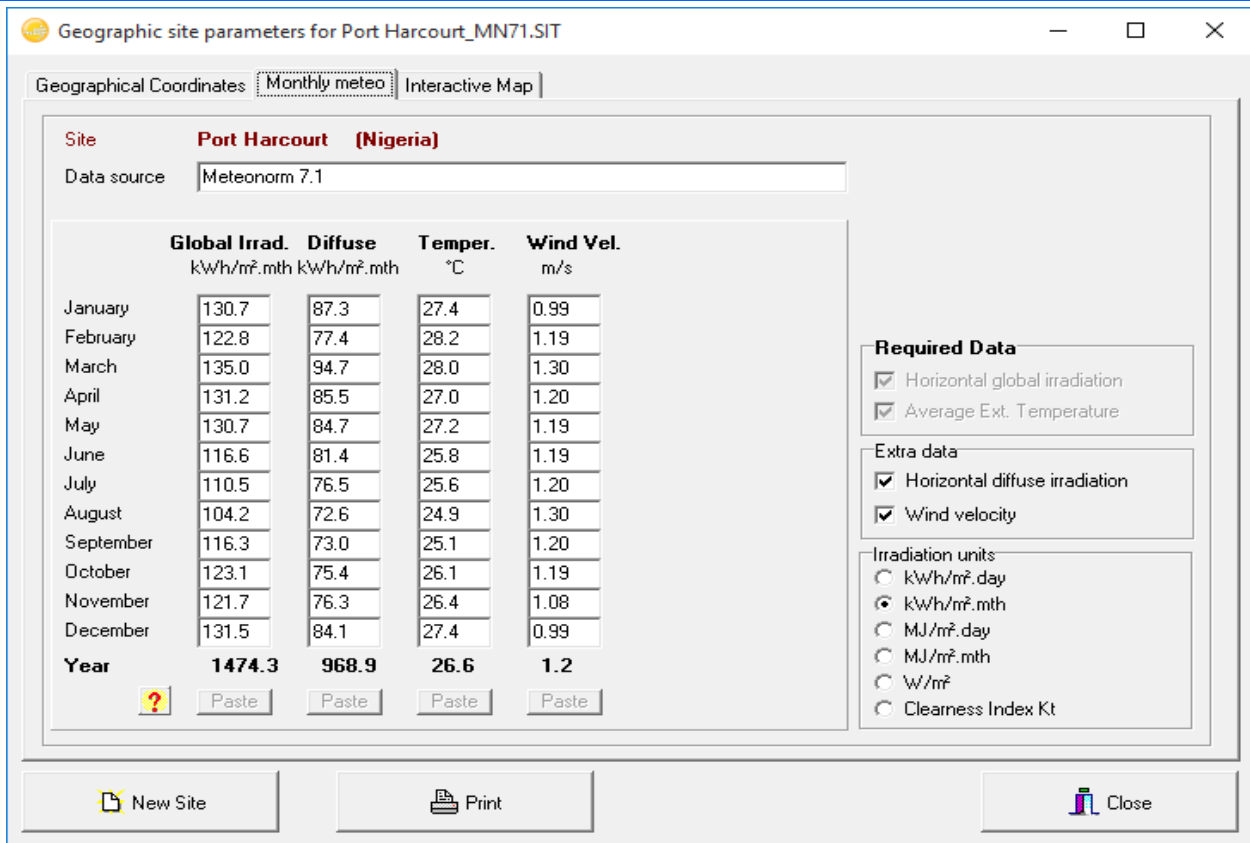 Geographic site parameters for Port Harcourt_MN71.SIT
Geographical Coordinates Monthly meteo Interactive Map
Site Port Harcourt (Nigeria)
Data source Meteonorm 7.1
Global Irrad. Diffuse Temper. Wind Vel.
kWh/m².mth kWh/m².mth °C m/s
January 130.7 87.3 27.4 0.99
February 122.8 77.4 28.2 1.19
March 135.0 94.7 28.0 1.30
April 131.2 85.5 27.0 1.20
May 130.7 84.7 27.2 1.19
June 116.6 81.4 25.8 1.19
July 110.5 76.5 25.6 1.20
August 104.2 72.6 24.9 1.30
September 116.3 73.0 25.1 1.20
October 123.1 75.4 26.1 1.19
November 121.7 76.3 26.4 1.08
December 131.5 84.1 27.4 0.99
Year 1474.3 968.9 26.6 1.2
? Paste Paste Paste Paste
Required Data
Horizontal global irradiation
Average Ext. Temperature
Extra data
Horizontal diffuse irradiation
Wind velocity
Irradiation units
kWh/m².day
kWh/m².mth
MJ/m².day
MJ/m².mth
W/m²
Clearness Index Kt
New Site Print Close